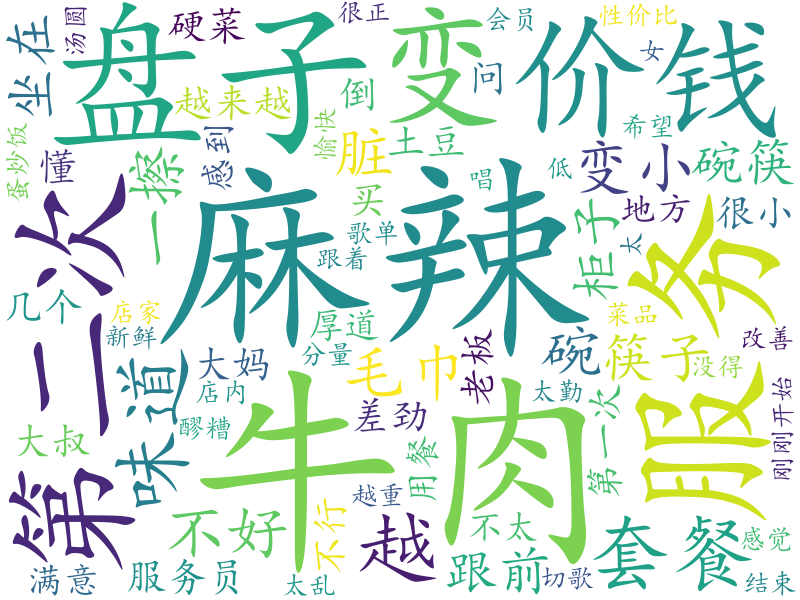 很正
会员
性价比
硬菜
汤圆
坐在
盘子
变
价钱
问
女
越来越
倒
希望
蛋炒饭
愉快
懂
一擦
感到
脏
土豆
变小
碗筷
低
唱
买
地方
很小
麻辣
歌单
跟着
柜子
太
服务
第二次
几个
店家
新鲜
厚道
分量
菜品
改善
大妈
店内
毛巾
老板
碗
筷子
没得
太勤
味道
牛肉
差劲
醪糟
大叔
用餐
第一次
刚刚开始
越重
不好
不行
越
不太
套餐
感觉
满意
服务员
太乱
跟前
切歌
结束